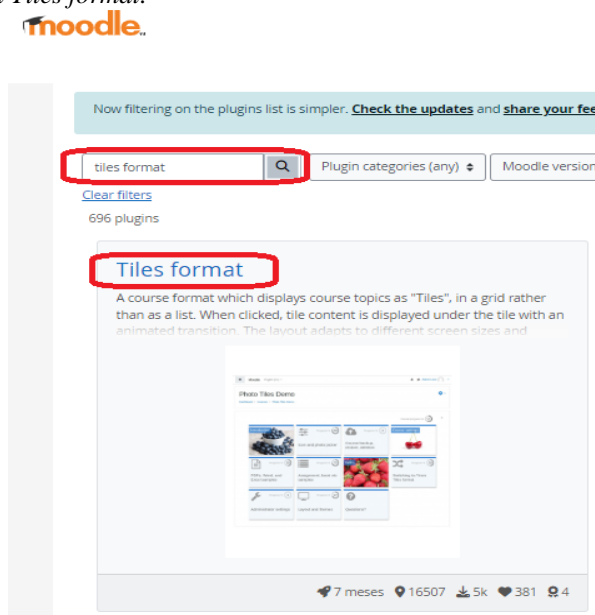 Tiles format.
moodle
Now filtering on the plugins list is simpler. Check the updates and share your fee
tiles format
Plugin categories (any)
Moodle version
Clear filters
696 plugins
Tiles format
A course format which displays course topics as "Tiles", in a grid rather
than as a list. When clicked, tile content is displayed under the tile with an
animated transition. The layout adapts to different screen sizes and
Photo Tiles Demo
7 meses 16507 5k 381 4